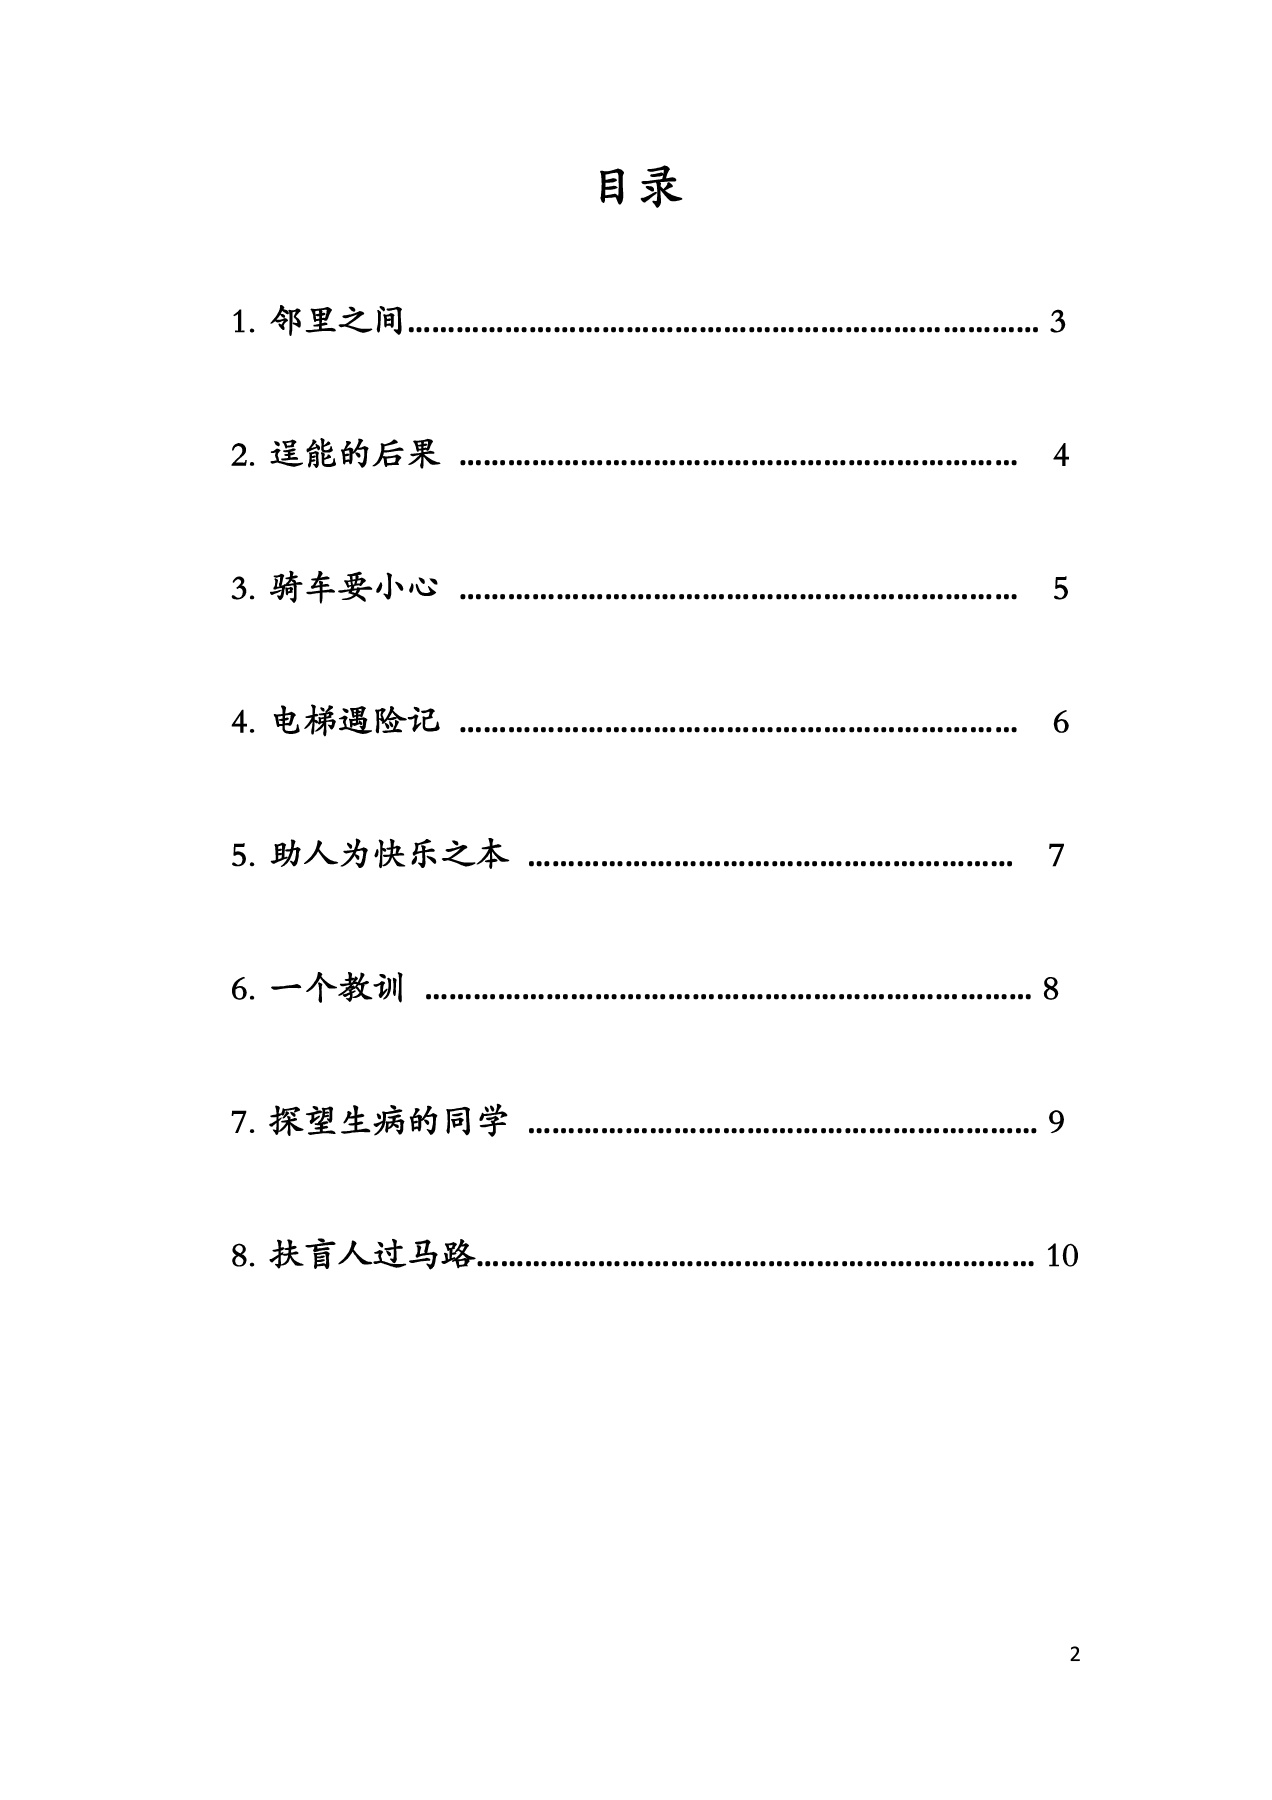 目录
1. 邻里之间…………………………………………………………………… 3
2. 逞能的后果 …………………………………………………………… 4
3. 骑车要小心 …………………………………………………………… 5
4. 电梯遇险记 …………………………………………………………… 6
5. 助人为快乐之本 …………………………………………………… 7
6. 一个教训 ………………………………………………………………… 8
7. 探望生病的同学 ……………………………………………………… 9
8. 扶盲人过马路…………………………………………………………… 10
2